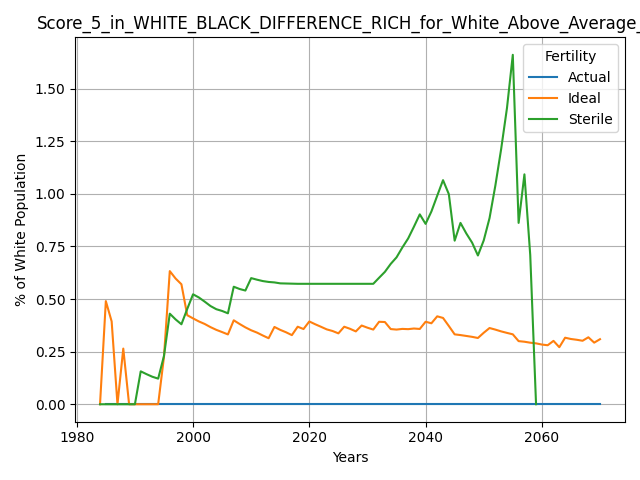 Score_5_in_WHITE_BLACK_DIFFERENCE_RICH_for_White_Above_Average_
Fertility
Actual
Ideal
Sterile
% of White Population
1.50
1.25
1.00
0.75
0.50
0.25
0.00
1980
2000
2020
2040
2060
Years